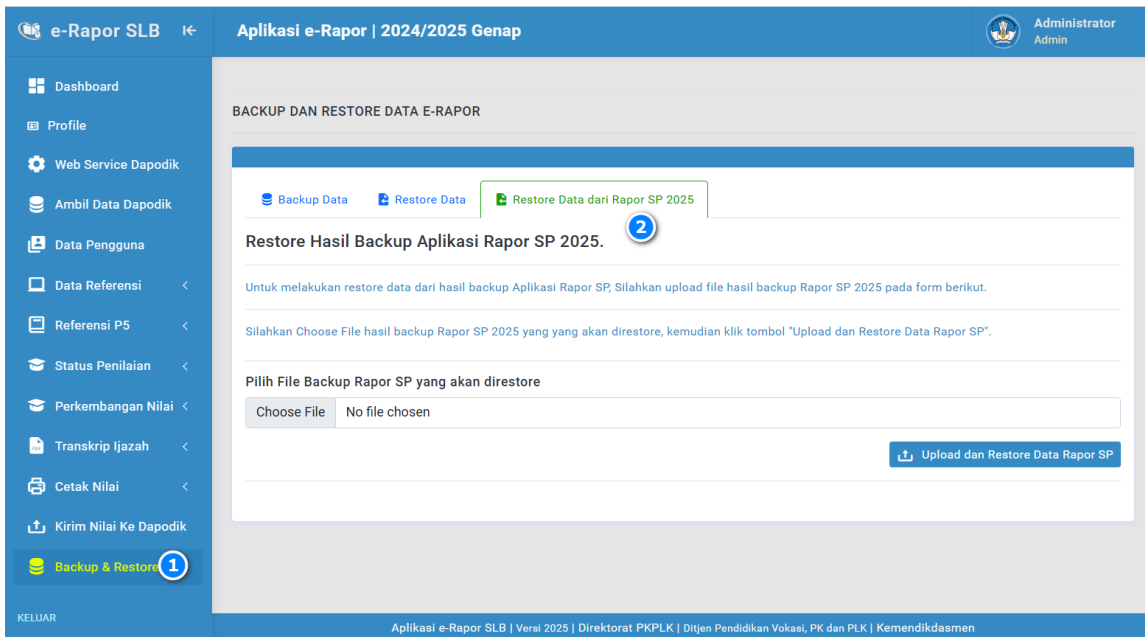 e-Rapor SLB
Aplikasi e-Rapor | 2024/2025 Genap
Administrator
Admin
Dashboard
Profile
Web Service Dapodik
Ambil Data Dapodik
Data Pengguna
Data Referensi
Referensi P5
Status Penilaian
Perkembangan Nilai
Transkrip Ijazah
Cetak Nilai
Kirim Nilai Ke Dapodik
Backup & Restore
1
KELUAR
BACKUP DAN RESTORE DATA E-RAPOR
Backup Data
Restore Data
Restore Data dari Rapor SP 2025
2
Restore Hasil Backup Aplikasi Rapor SP 2025.
Untuk melakukan restore data dari hasil backup Aplikasi Rapor SP, Silahkan upload file hasil backup Rapor SP 2025 pada form berikut.
Silahkan Choose File hasil backup Rapor SP 2025 yang yang akan direstore, kemudian klik tombol "Upload dan Restore Data Rapor SP".
Pilih File Backup Rapor SP yang akan direstore
Choose File No file chosen
Upload dan Restore Data Rapor SP
Aplikasi e-Rapor SLB | Versi 2025 | Direktorat PKPLK | Ditjen Pendidikan Vokasi, PK dan PLK | Kemendikdasmen